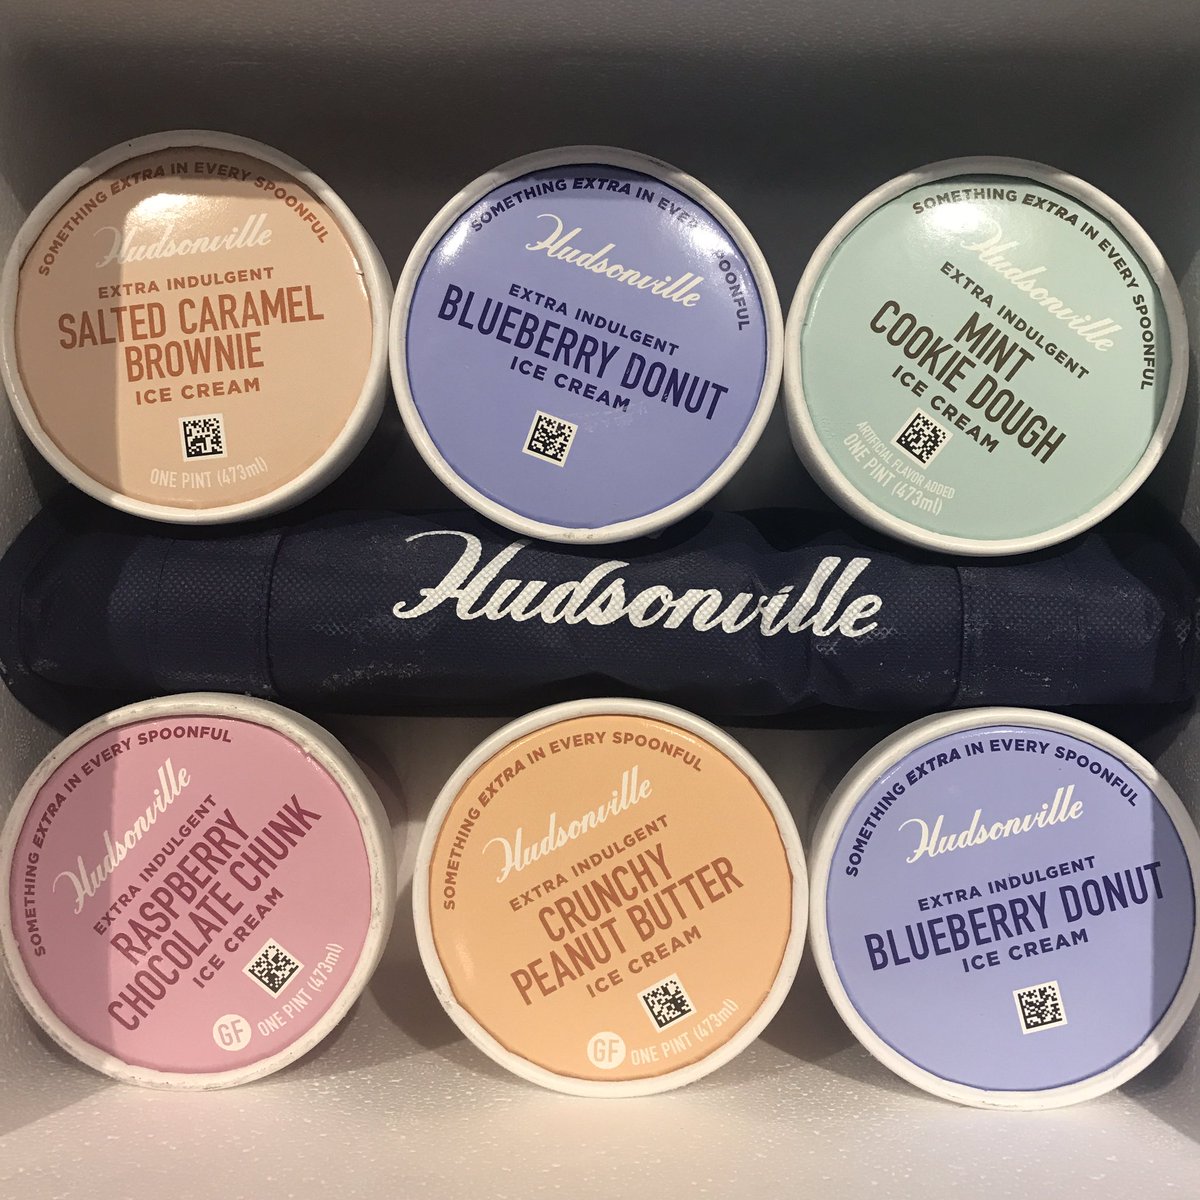 SOMETHING EXTRA IN EVERY SPOONFUL
Hudsonville
EXTRA INDULGENT
SALTED CARAMEL
BROWNIE
ICE CREAM
ONE PINT (473ml)
SOMETHING EXTRA IN EVERY SPOONFUL
Hudsonville
EXTRA INDULGENT
BLUEBERRY DONUT
ICE CREAM
SOMETHING EXTRA IN EVERY SPOONFUL
Hudsonville
EXTRA INDULGENT
MINT
COOKIE DOUGH
ICE CREAM
ARTIFICIAL FLAVOR ADDED
ONE PINT (473ml)
Hudsonville
SOMETHING EXTRA IN EVERY SPOONFUL
Hudsonville
EXTRA INDULGENT
RASPBERRY
CHOCOLATE CHUNK
ICE CREAM
GF ONE PINT (473ml)
SOMETHING EXTRA IN EVERY SPOONFUL
Hudsonville
EXTRA INDULGENT
CRUNCHY
PEANUT BUTTER
ICE CREAM
GF ONE PINT (473ml)
SOMETHING EXTRA IN EVERY SPOONFUL
Hudsonville
EXTRA INDULGENT
BLUEBERRY DONUT
ICE CREAM